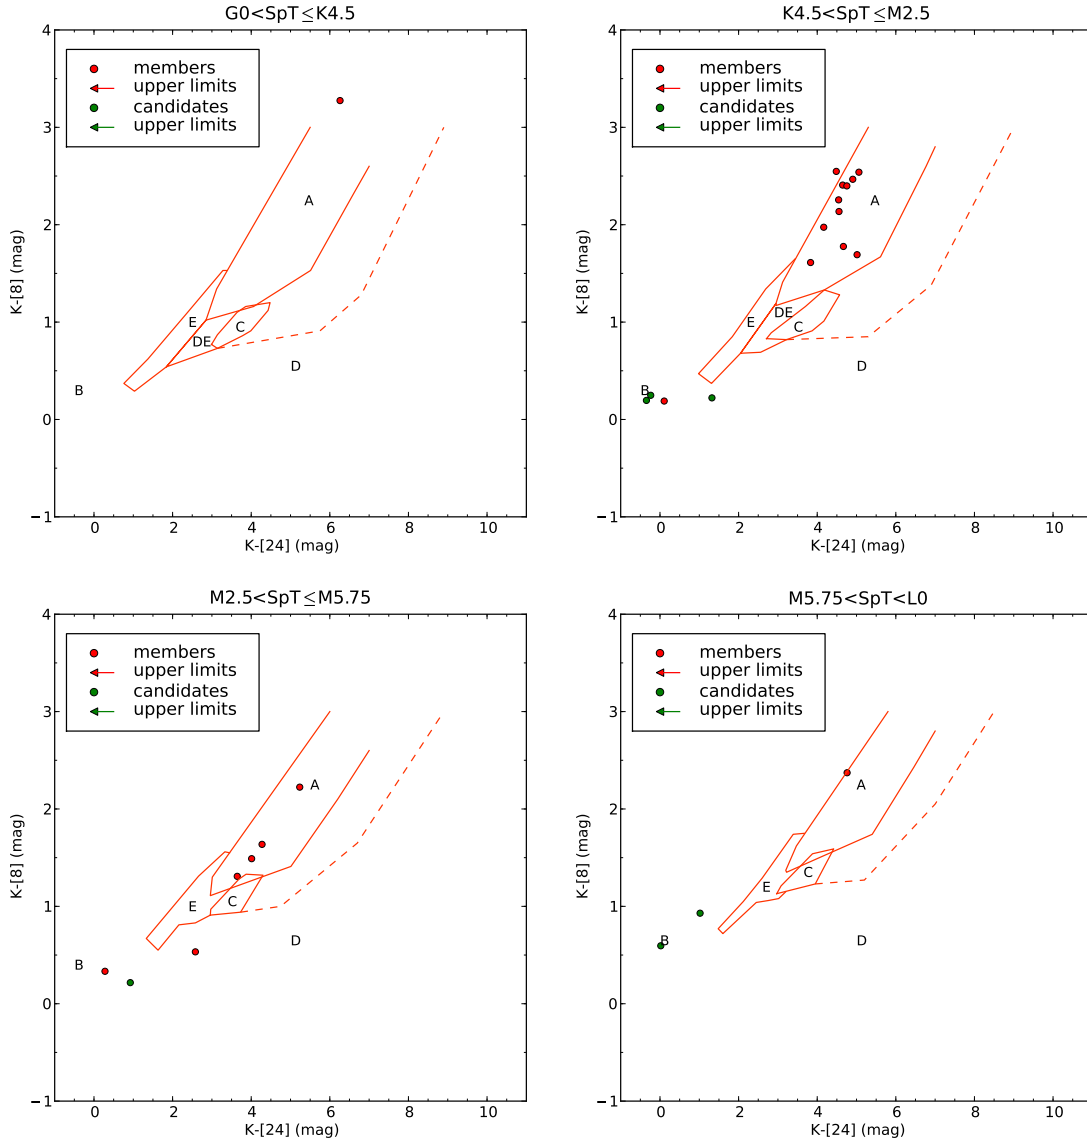 G0<SpT≤K4.5
4
3
2
1
0
−1
K-[8] (mag)
members
upper limits
candidates
upper limits
A
E
C
DE
D
B
0 2 4 6 8 10
K-[24] (mag)
K4.5<SpT≤M2.5
4
3
2
1
0
−1
K-[8] (mag)
members
upper limits
candidates
upper limits
A
DE
E
C
D
B
0 2 4 6 8 10
K-[24] (mag)
M2.5<SpT≤M5.75
4
3
2
1
0
−1
K-[8] (mag)
members
upper limits
candidates
upper limits
A
C
E
D
B
0 2 4 6 8 10
K-[24] (mag)
M5.75<SpT<L0
4
3
2
1
0
−1
K-[8] (mag)
members
upper limits
candidates
upper limits
A
C
E
B
D
0 2 4 6 8 10
K-[24] (mag)